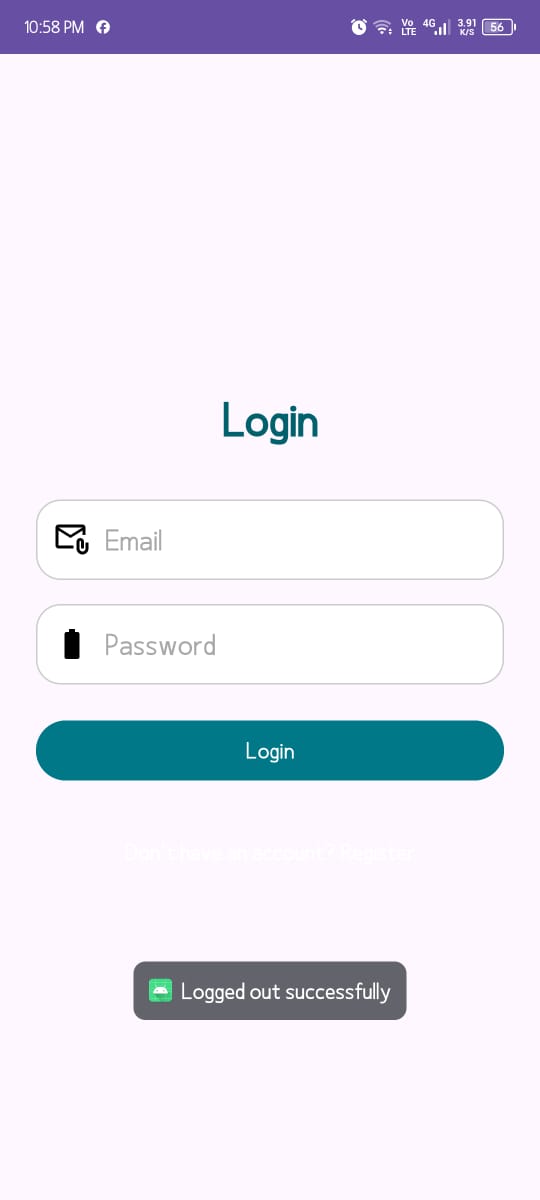 10:58 PM
Vo LTE 4G 3.91 K/S 56
Login
Email
Password
Login
Don't have an account? Register
Logged out successfully